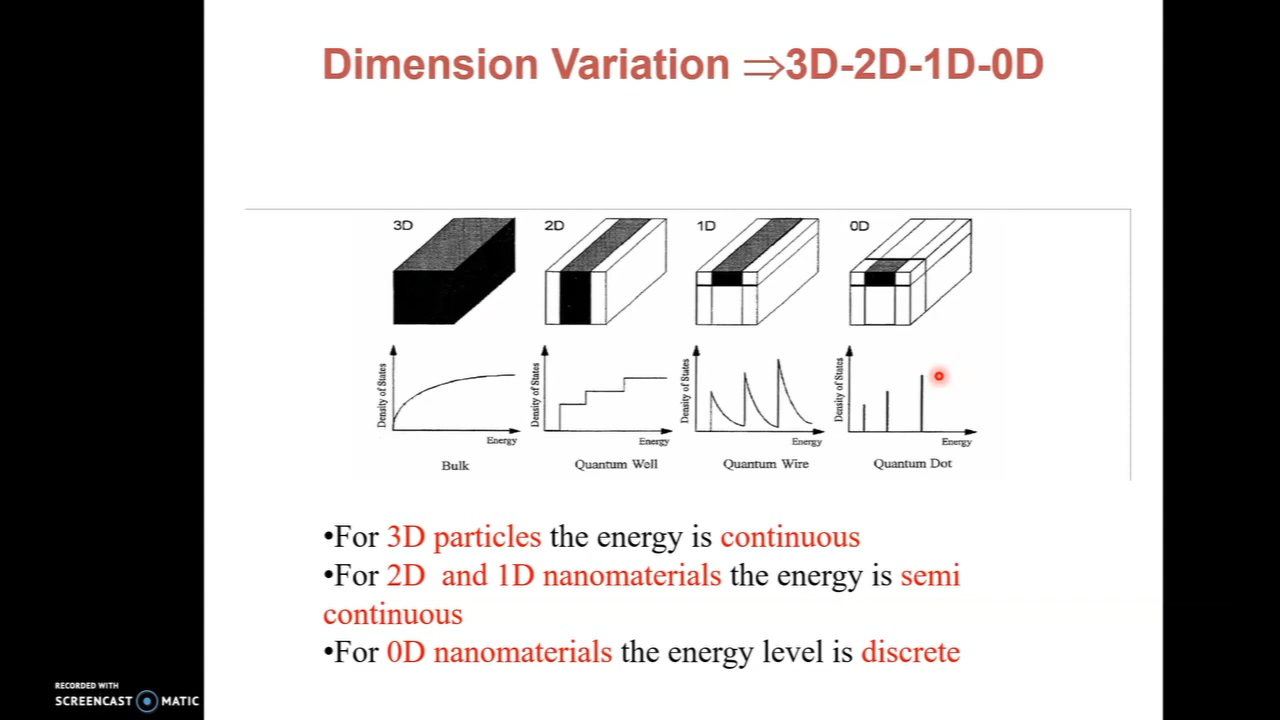 Dimension Variation ⇒3D-2D-1D-0D
3D 2D 1D 0D
Density of States Density of States Density of States Density of States
Energy Energy Energy Energy
Bulk Quantum Well Quantum Wire Quantum Dot
•For 3D particles the energy is continuous
•For 2D and 1D nanomaterials the energy is semi
continuous
•For 0D nanomaterials the energy level is discrete
RECORDED WITH
SCREENCAST MATIC